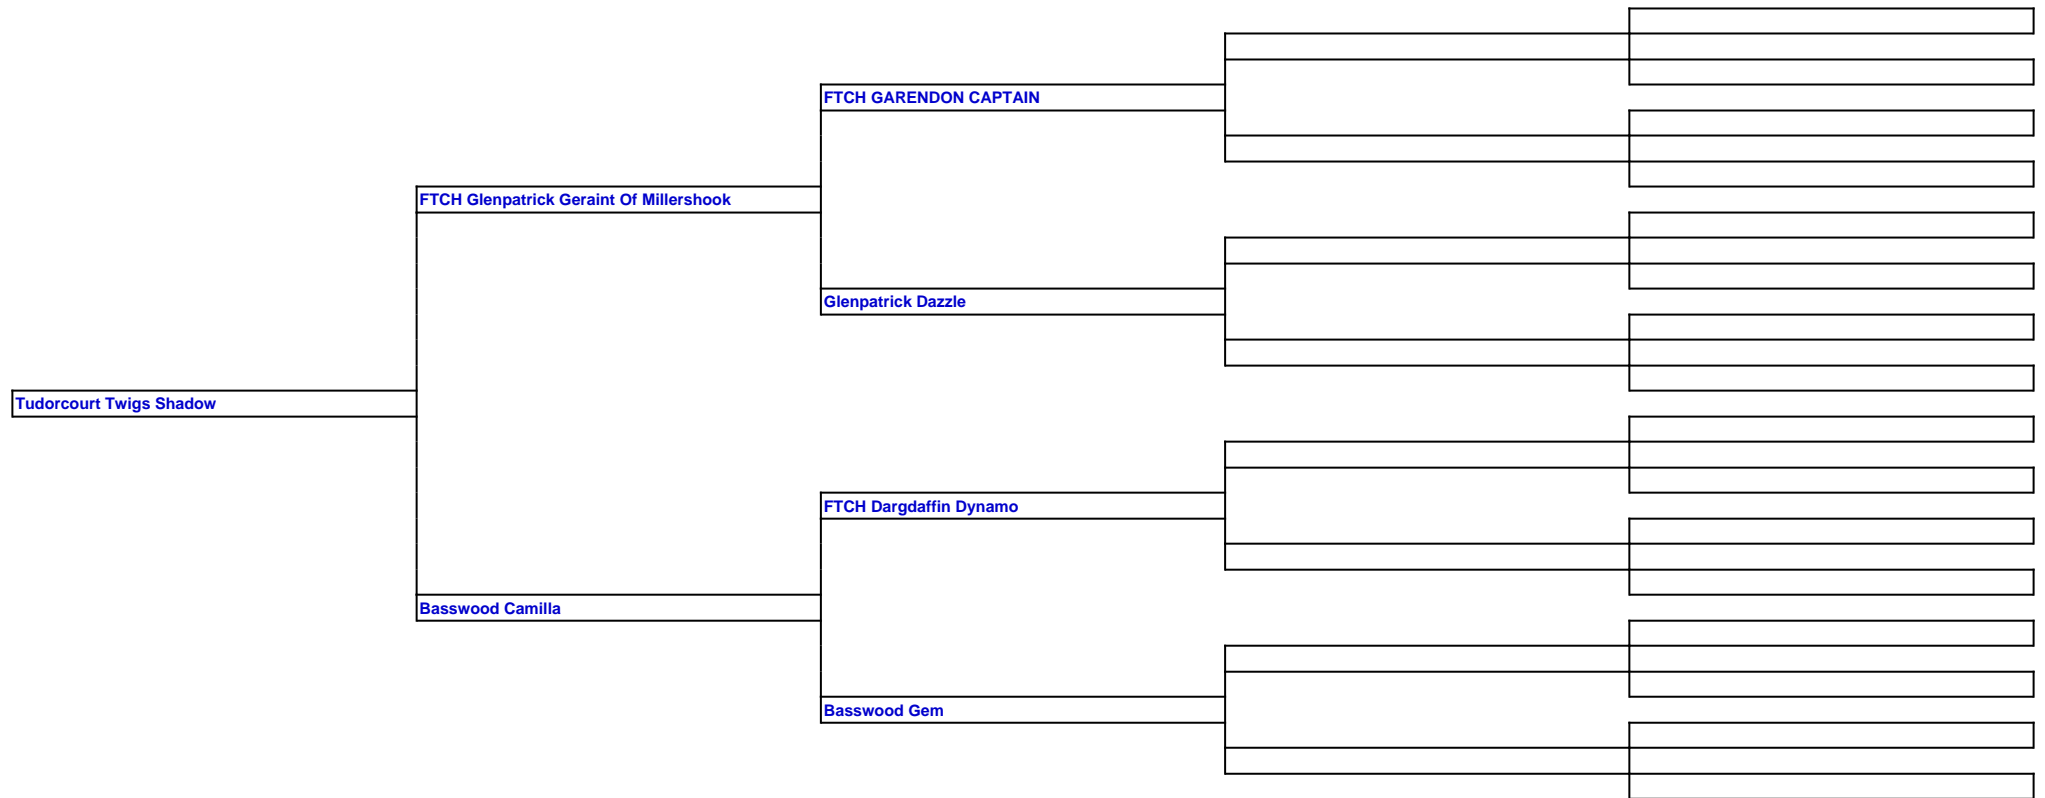 FTCH GARENDON CAPTAIN
FTCH Glenpatrick Geraint Of Millershook
Glenpatrick Dazzle
Tudorcourt Twigs Shadow
FTCH Dargdaffin Dynamo
Basswood Camilla
Basswood Gem